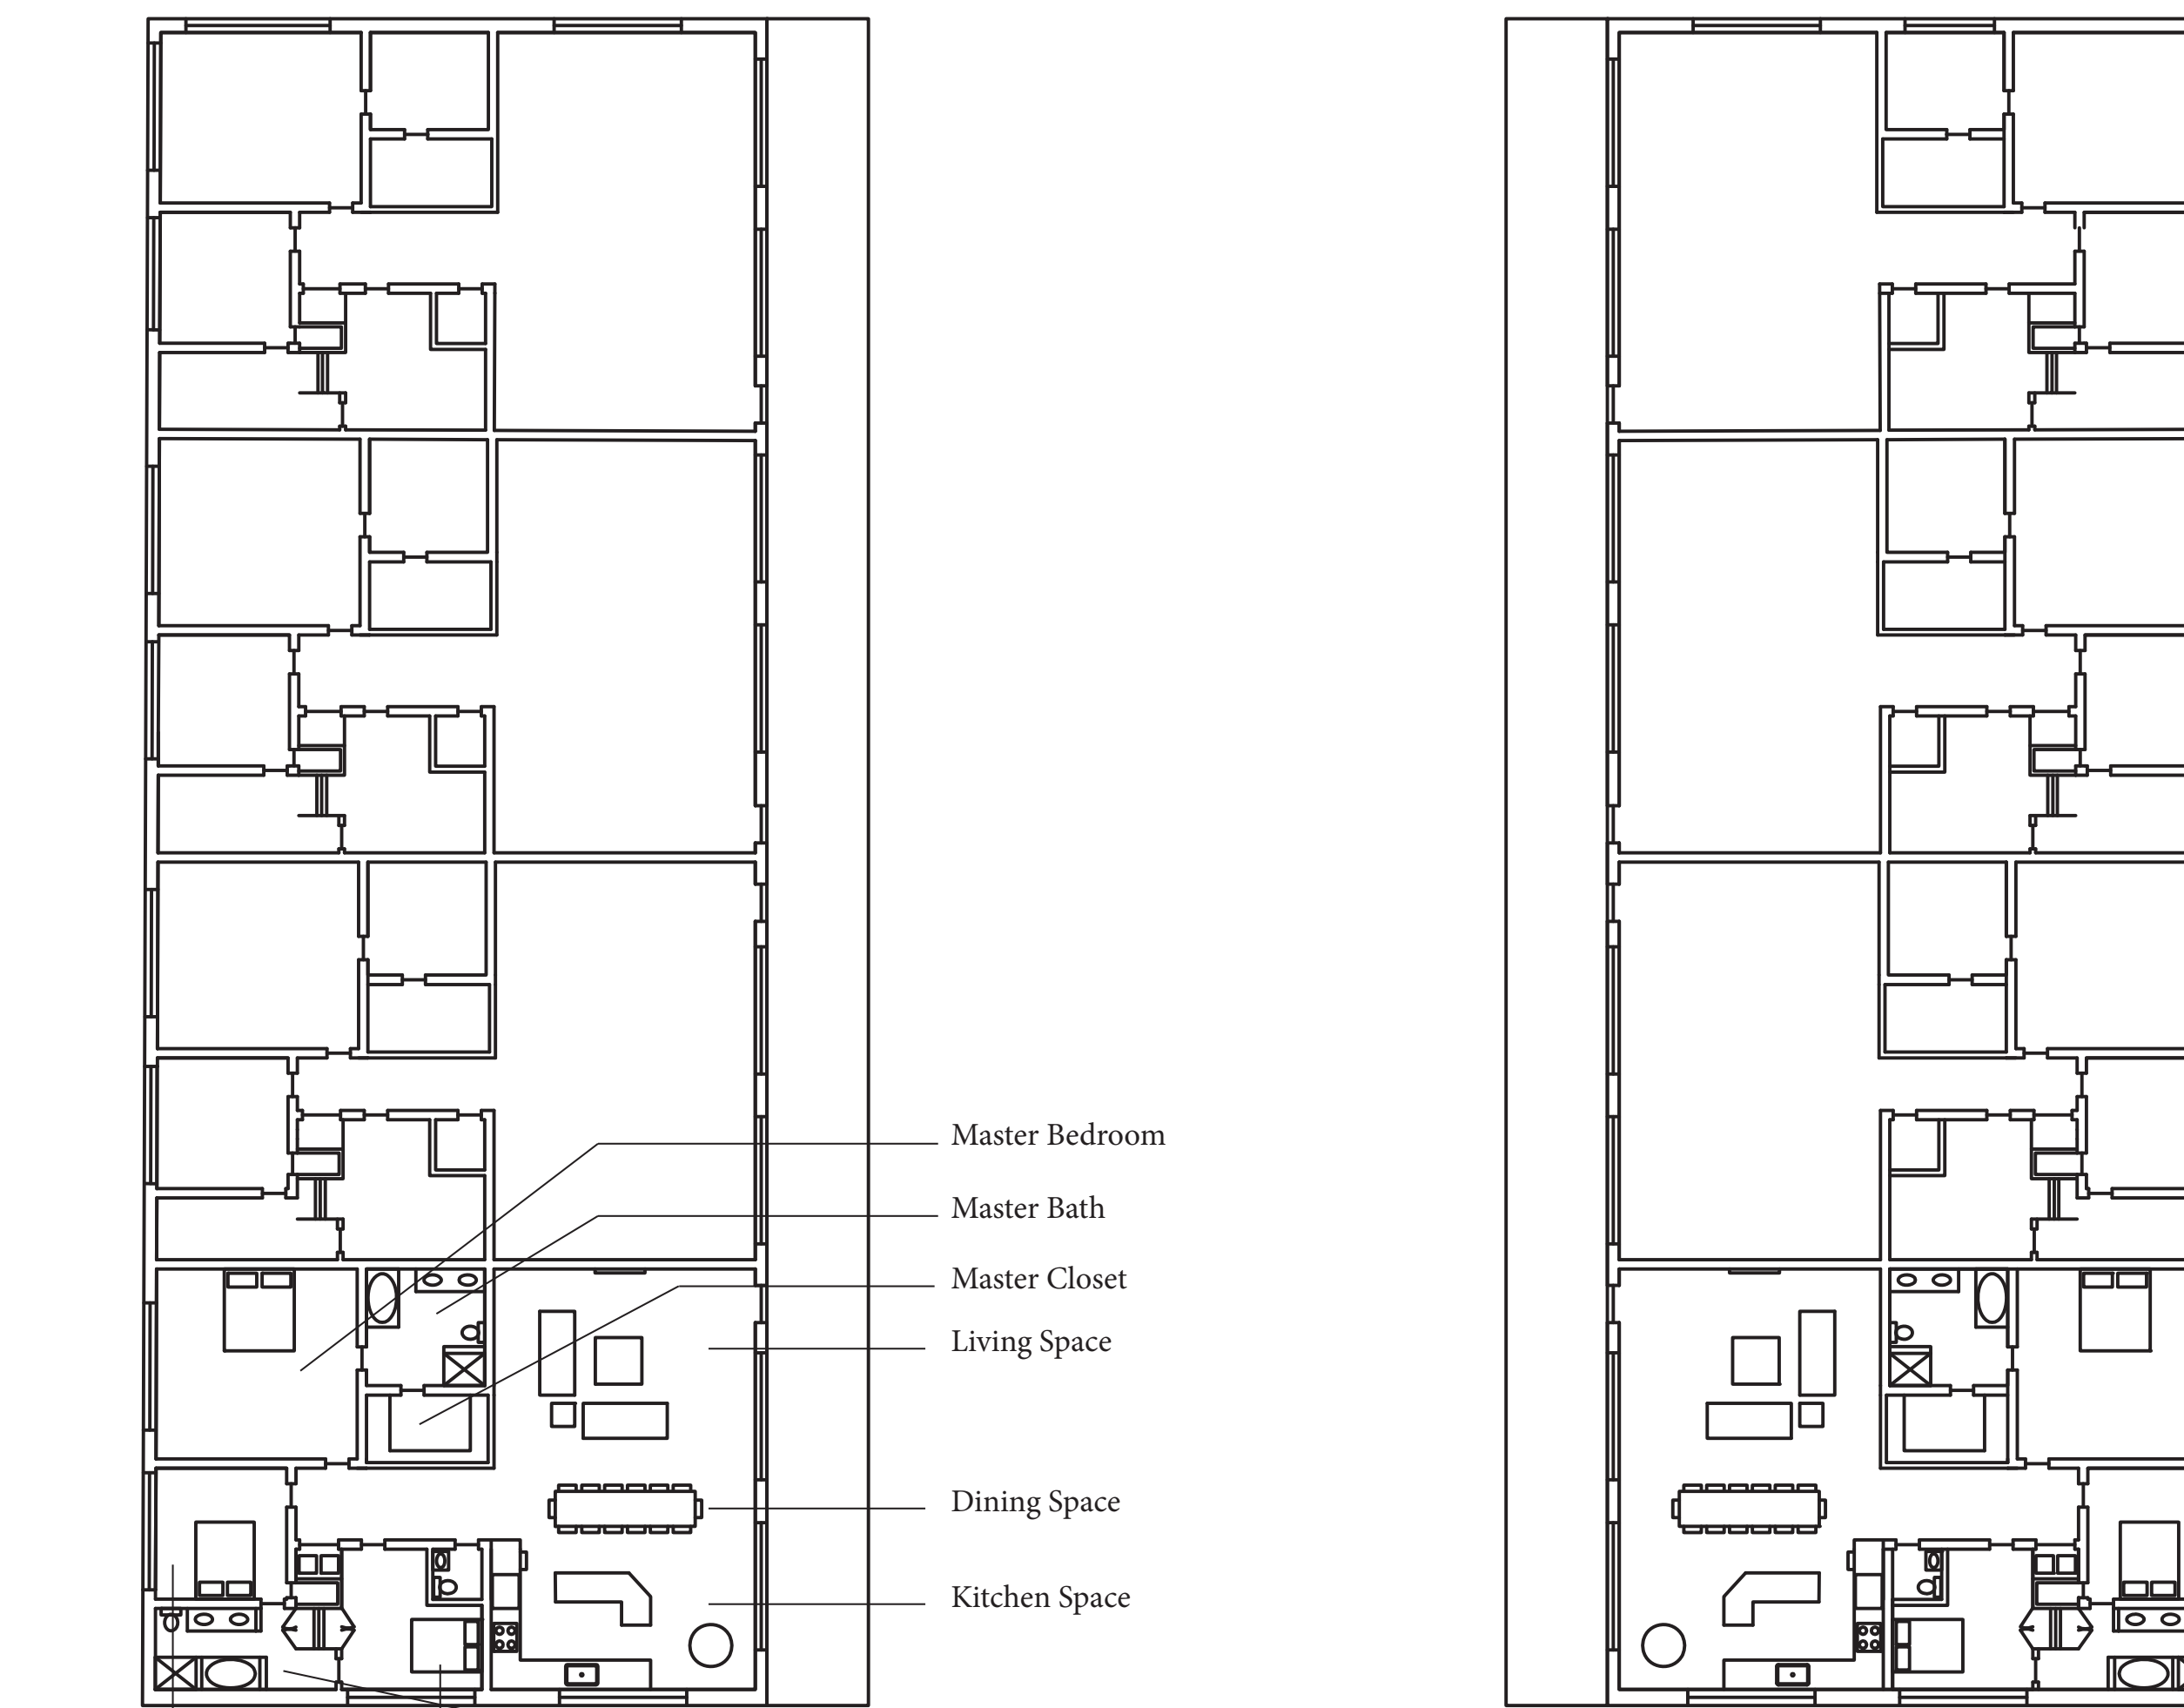 Master Bedroom
Master Bath
Master Closet
Living Space
Dining Space
Kitchen Space